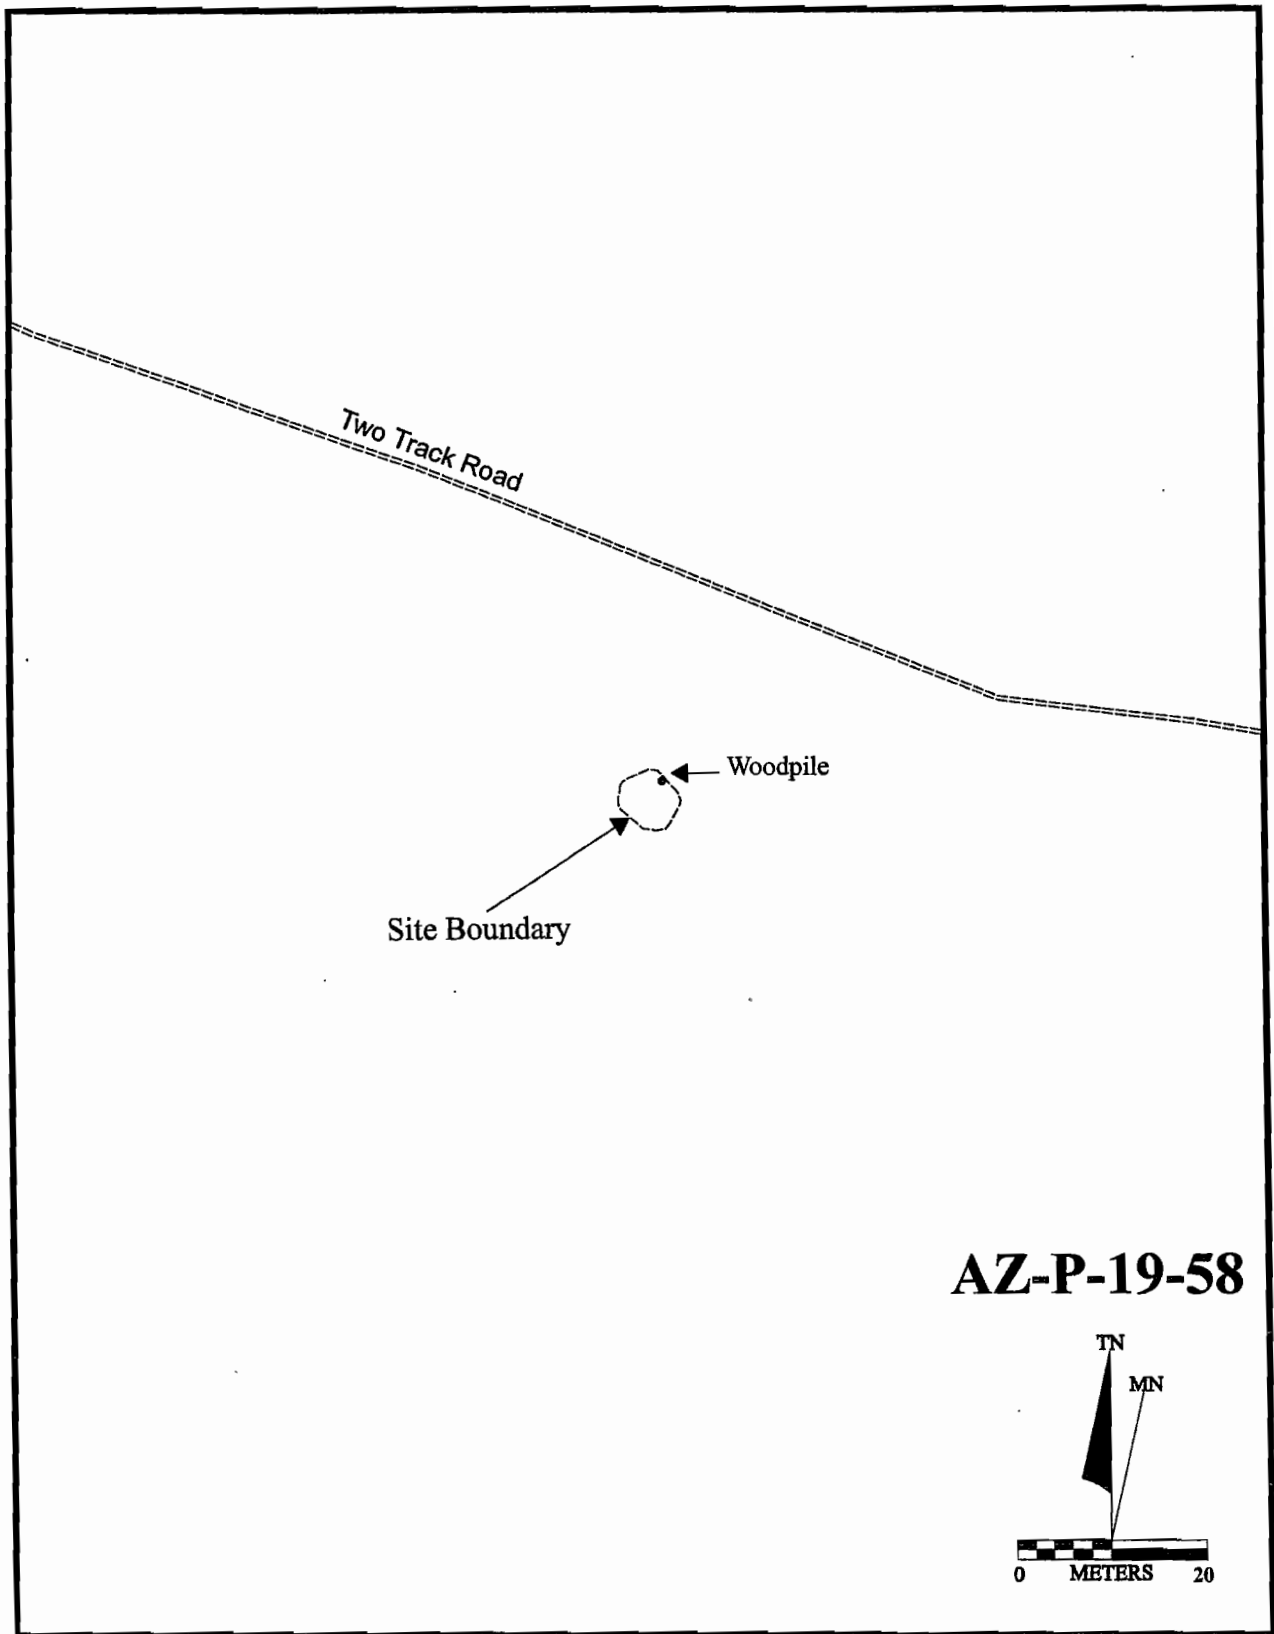 Two Track Road
Woodpile
Site Boundary
AZ-P-19-58
TN
MN
0 METERS 20